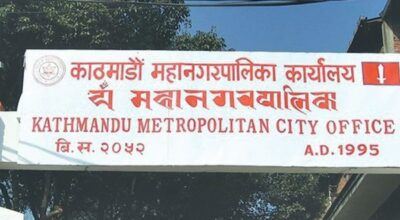 काठमाडौं महानगरपालिका कार्यालय
KATHMANDU METROPOLITAN CITY OFFICE
बि.स. २०५२ A.D. 1995